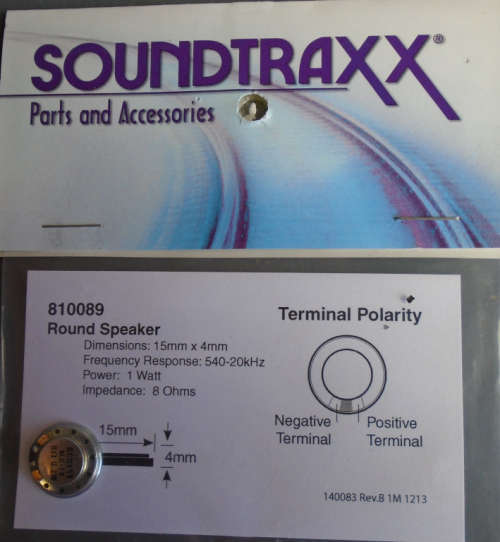 SOUNDTRAXX®
Parts and Accessories
810089
Round Speaker
Dimensions: 15mm x 4mm
Frequency Response: 540-20kHz
Power: 1 Watt
Impedance: 8 Ohms
15mm
4mm
Terminal Polarity
Negative
Terminal
Positive
Terminal
140083 Rev.B 1M 1213